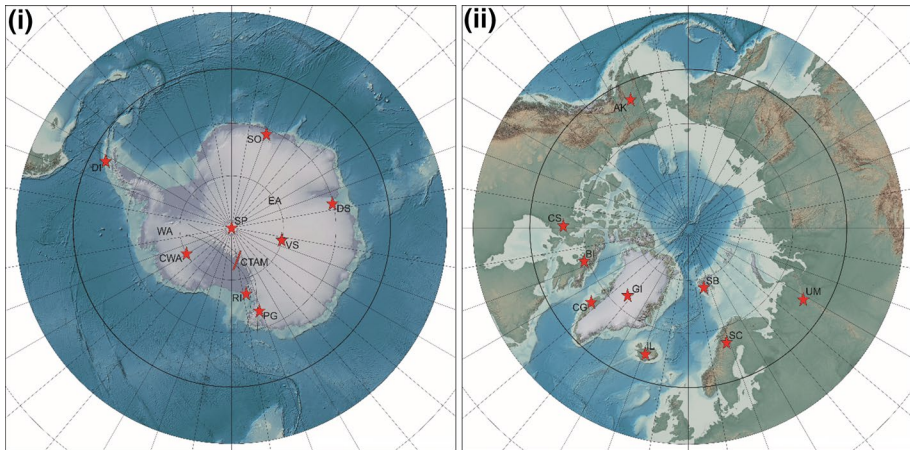 (i)
SO
DI
EA
DS
SP
WA
VS
CWA
CTAM
RI
PG
(ii)
AK
CS
BI
SB
GI
CG
UM
SC
IL